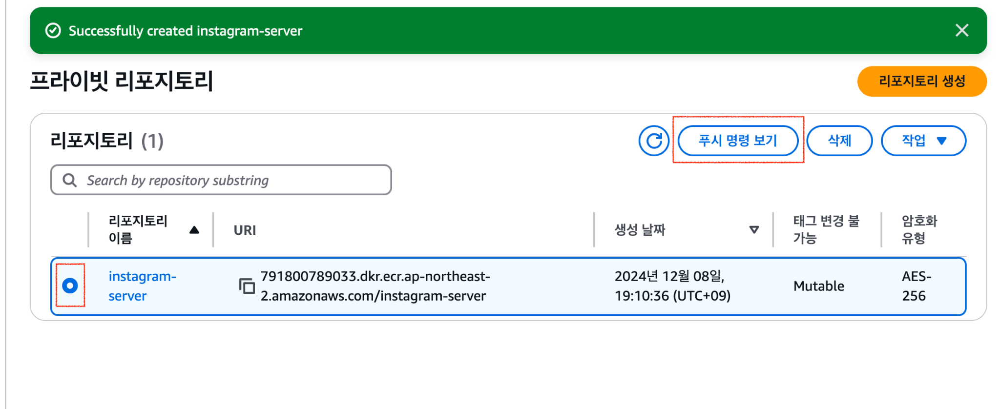 Successfully created instagram-server
프라이빗 리포지토리
리포지토리 생성
리포지토리 (1)
푸시 명령 보기
삭제
작업
Search by repository substring
리포지토리
이름
URI
생성 날짜
태그 변경 불
가능
암호화
유형
instagram-
server
791800789033.dkr.ecr.ap-northeast-
2.amazonaws.com/instagram-server
2024년 12월 08일,
19:10:36 (UTC+09)
Mutable
AES-
256